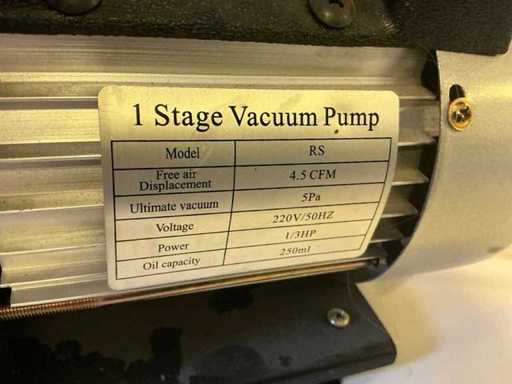 1 Stage Vacuum Pump
Model RS
Free air Displacement 4.5 CFM
Ultimate vacuum 5Pa
Voltage 220V/50HZ
Power 1/3HP
Oil capacity 250ml